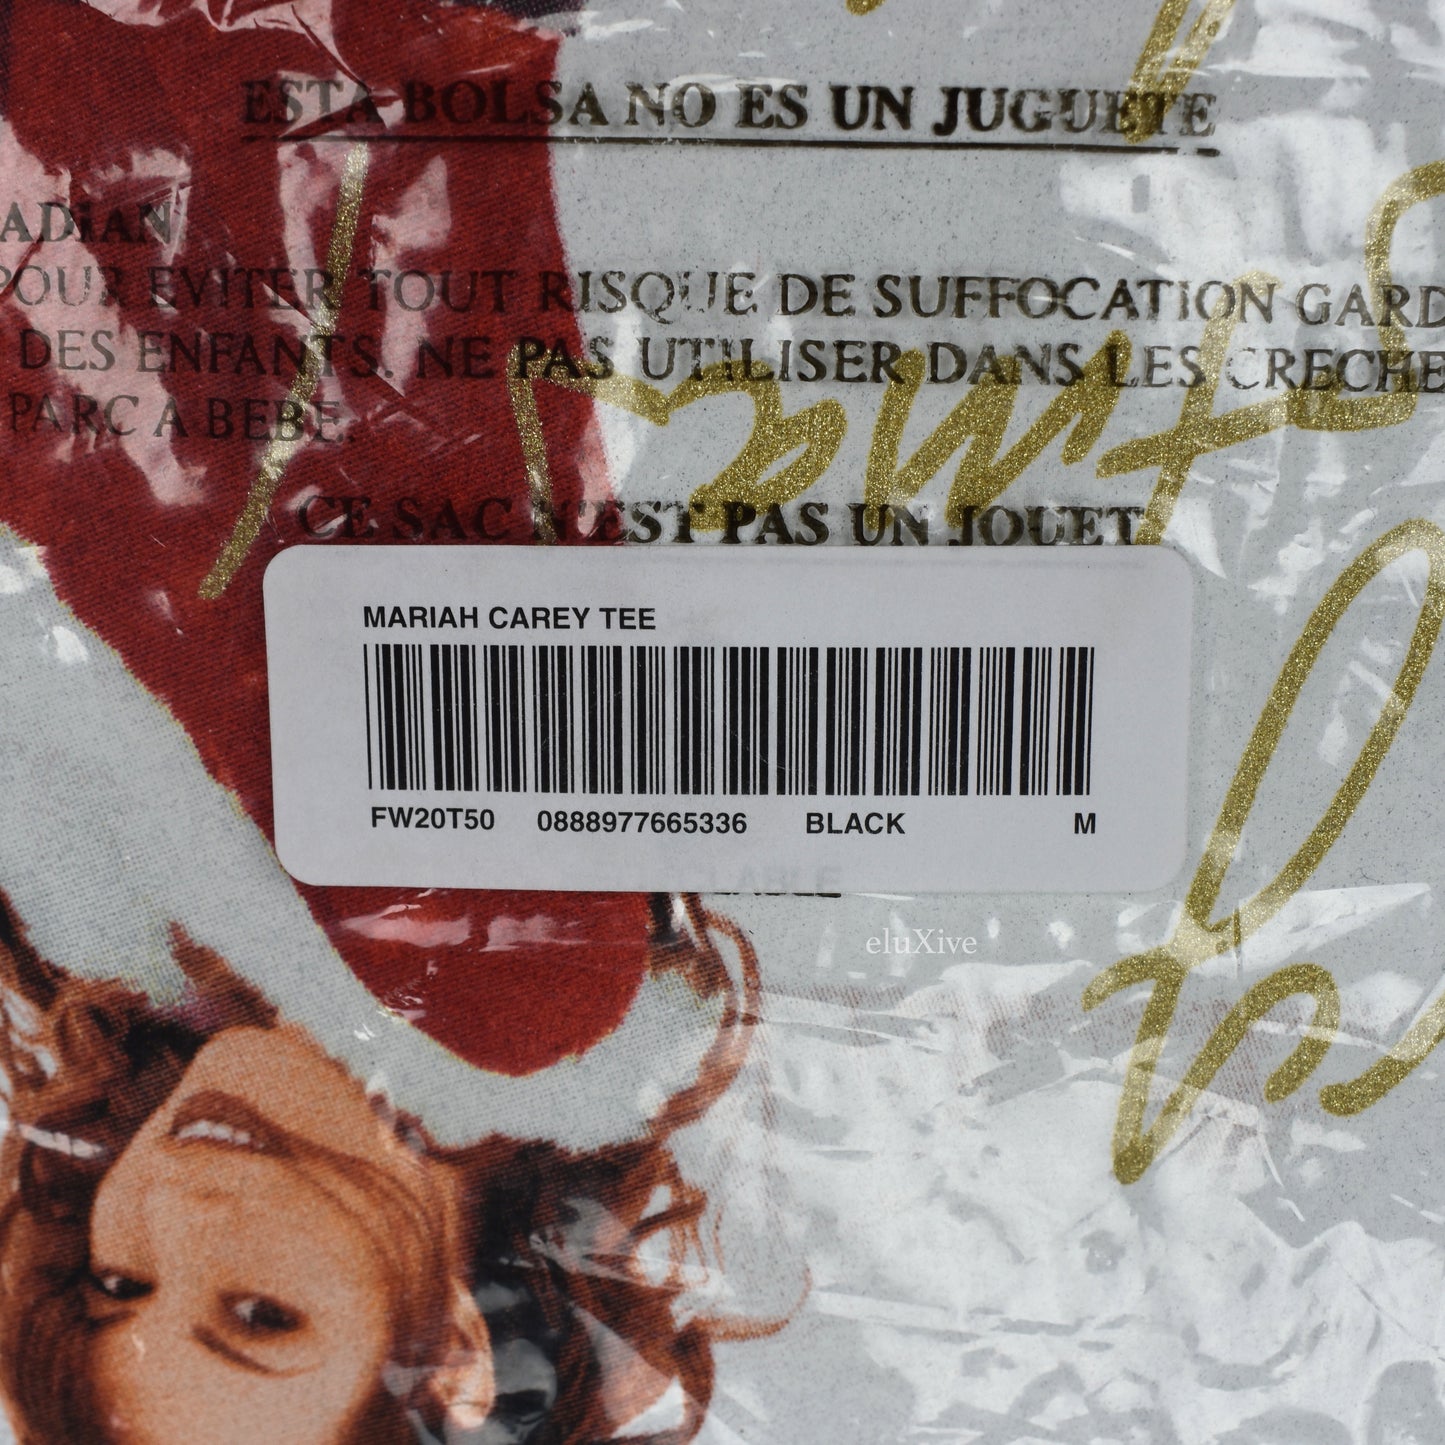 ESTA BOLSA NO ES UN JUGUETE
ADiAN
POUR EVITER TOUT RISQUE DE SUFFOCATiON GARD
DES ENFANTS. NE PAS UTILISER DANS LES CRECHE
PARC A BEBE.
CE SAC N'EST PAS UN JOUET
MARIAH CAREY TEE
FW20T50 0888977665336 BLACK M
LABLE
eluXive